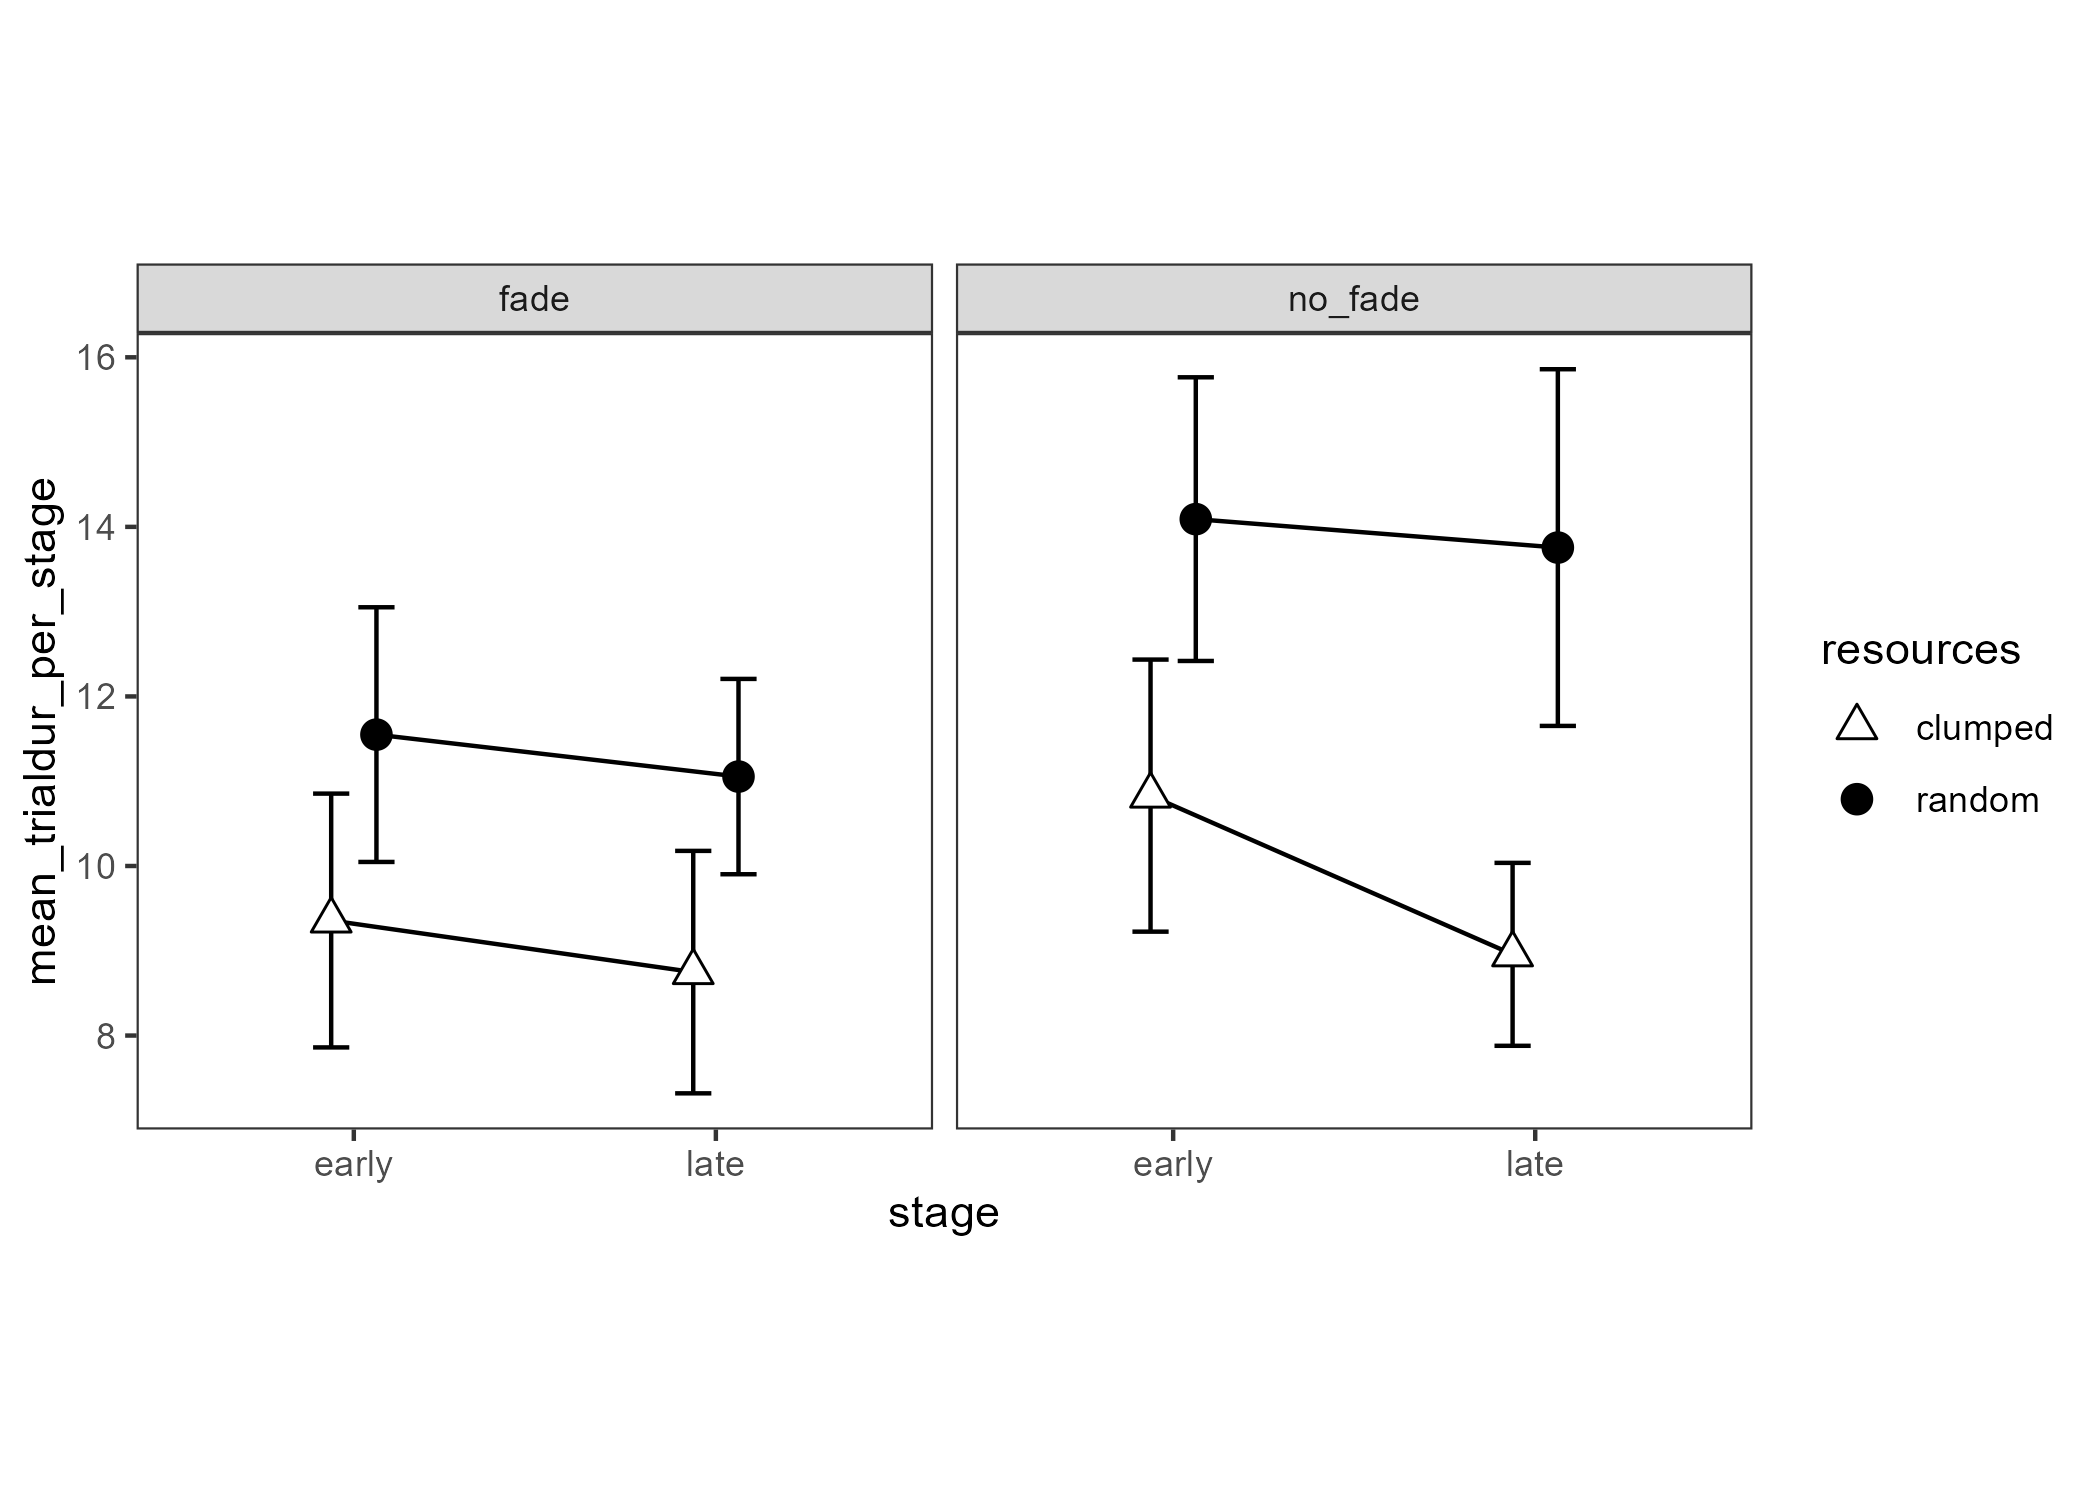 fade
no_fade
mean_trialdur_per_stage
16
14
12
10
8
early
late
early
late
stage
resources
clumped
random